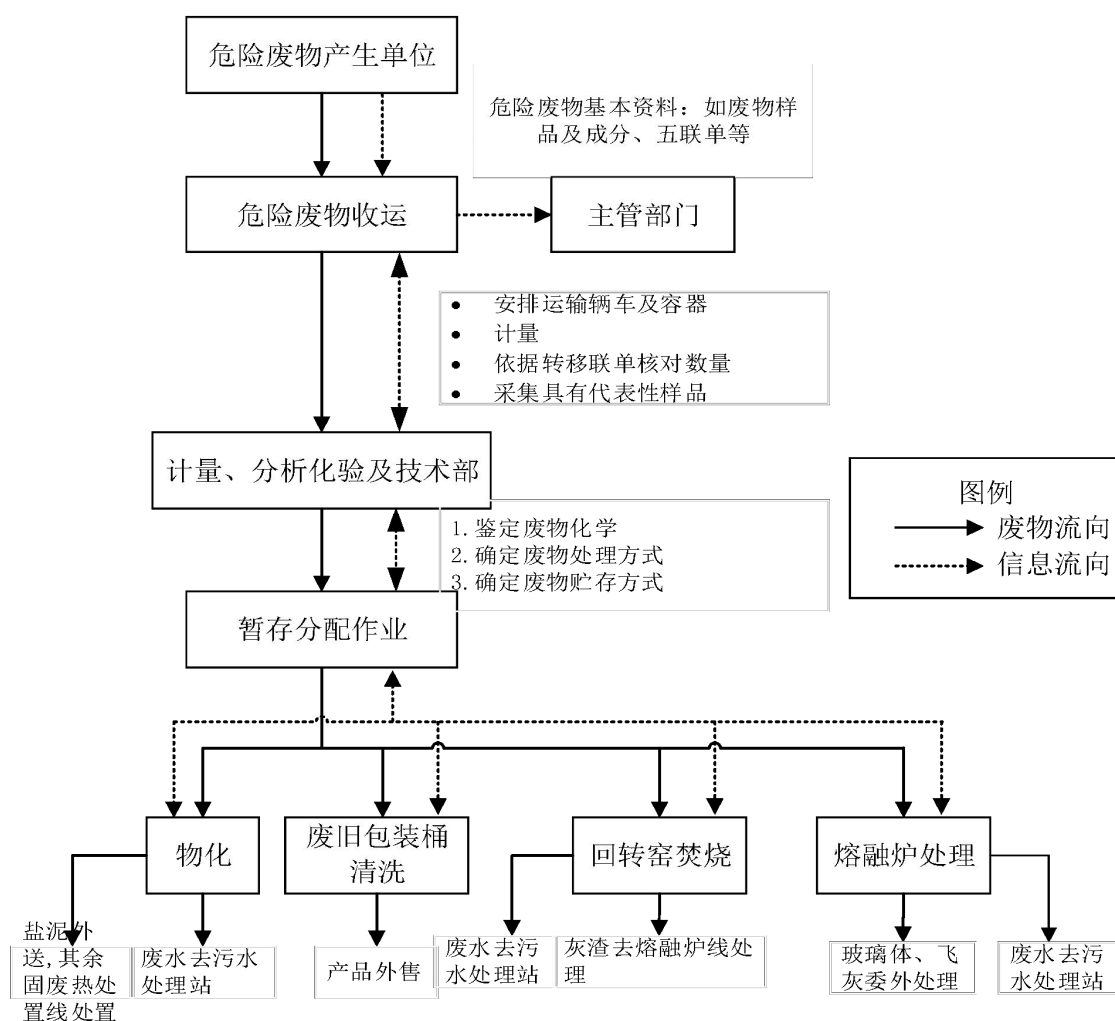 危险废物产生单位
危险废物基本资料：如废物样
品及成分、五联单等
危险废物收运
主管部门
● 安排运输辆车及容器
● 计量
● 依据转移联单核对数量
● 采集具有代表性样品
计量、分析化验及技术部
1.鉴定废物化学
2.确定废物处理方式
3.确定废物贮存方式
图例
废物流向
信息流向
暂存分配作业
物化
废旧包装桶
清洗
回转窑焚烧
熔融炉处理
盐泥外
送,其余
固废热处
置线处置
废水去污水
处理站
产品外售
废水去污
水处理站
灰渣去熔融炉线处
理
玻璃体、飞
灰委外处理
废水去污
水处理站